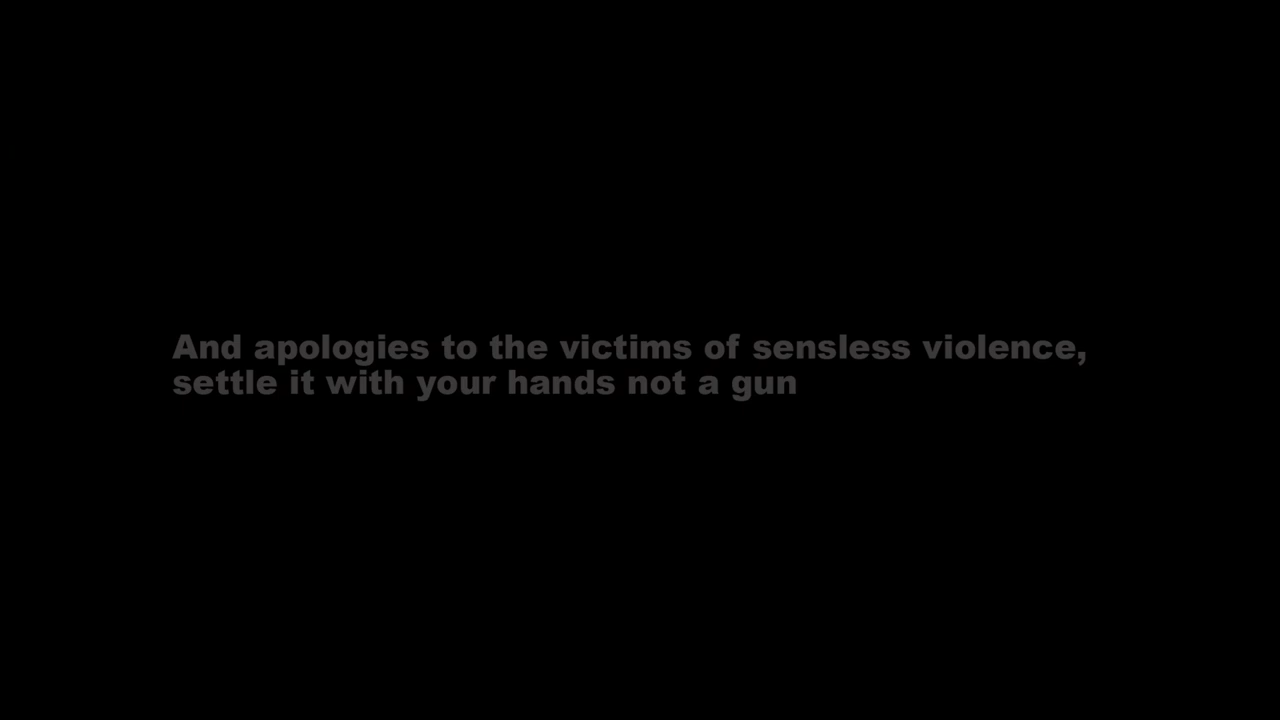 And apologies to the victims of sensless violence,
settle it with your hands not a gun